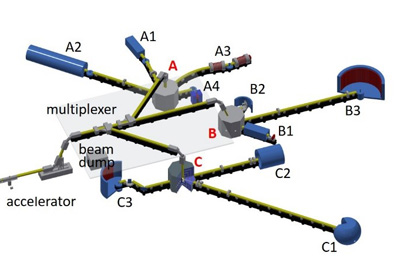 A1
A2
A
A3
A4
B2
multiplexer
B3
B
B1
beam
dump
C
C2
accelerator
C3
C1